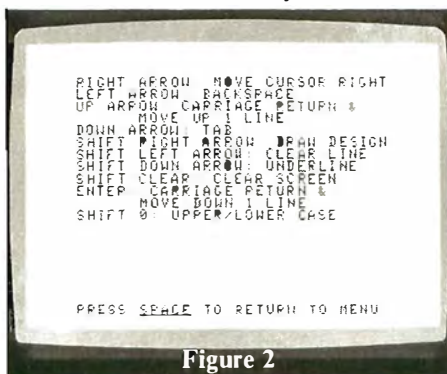 RIGHT ARROW MOVE CURSOR RIGHT
LEFT ARROW BACKSPACE
UP ARROW CARRIAGE RETURN &
MOVE UP 1 LINE
DOWN ARROW: TAB
SHIFT RIGHT ARROW DRAW DESIGN
SHIFT LEFT ARROW: CLEAR LINE
SHIFT DOWN ARROW: UNDERLINE
SHIFT CLEAR CLEAR SCREEN
ENTER CARRIAGE RETURN &
MOVE DOWN 1 LINE
SHIFT 0: UPPER/LOWER CASE
PRESS SPACE TO RETURN TO MENU
Figure 2